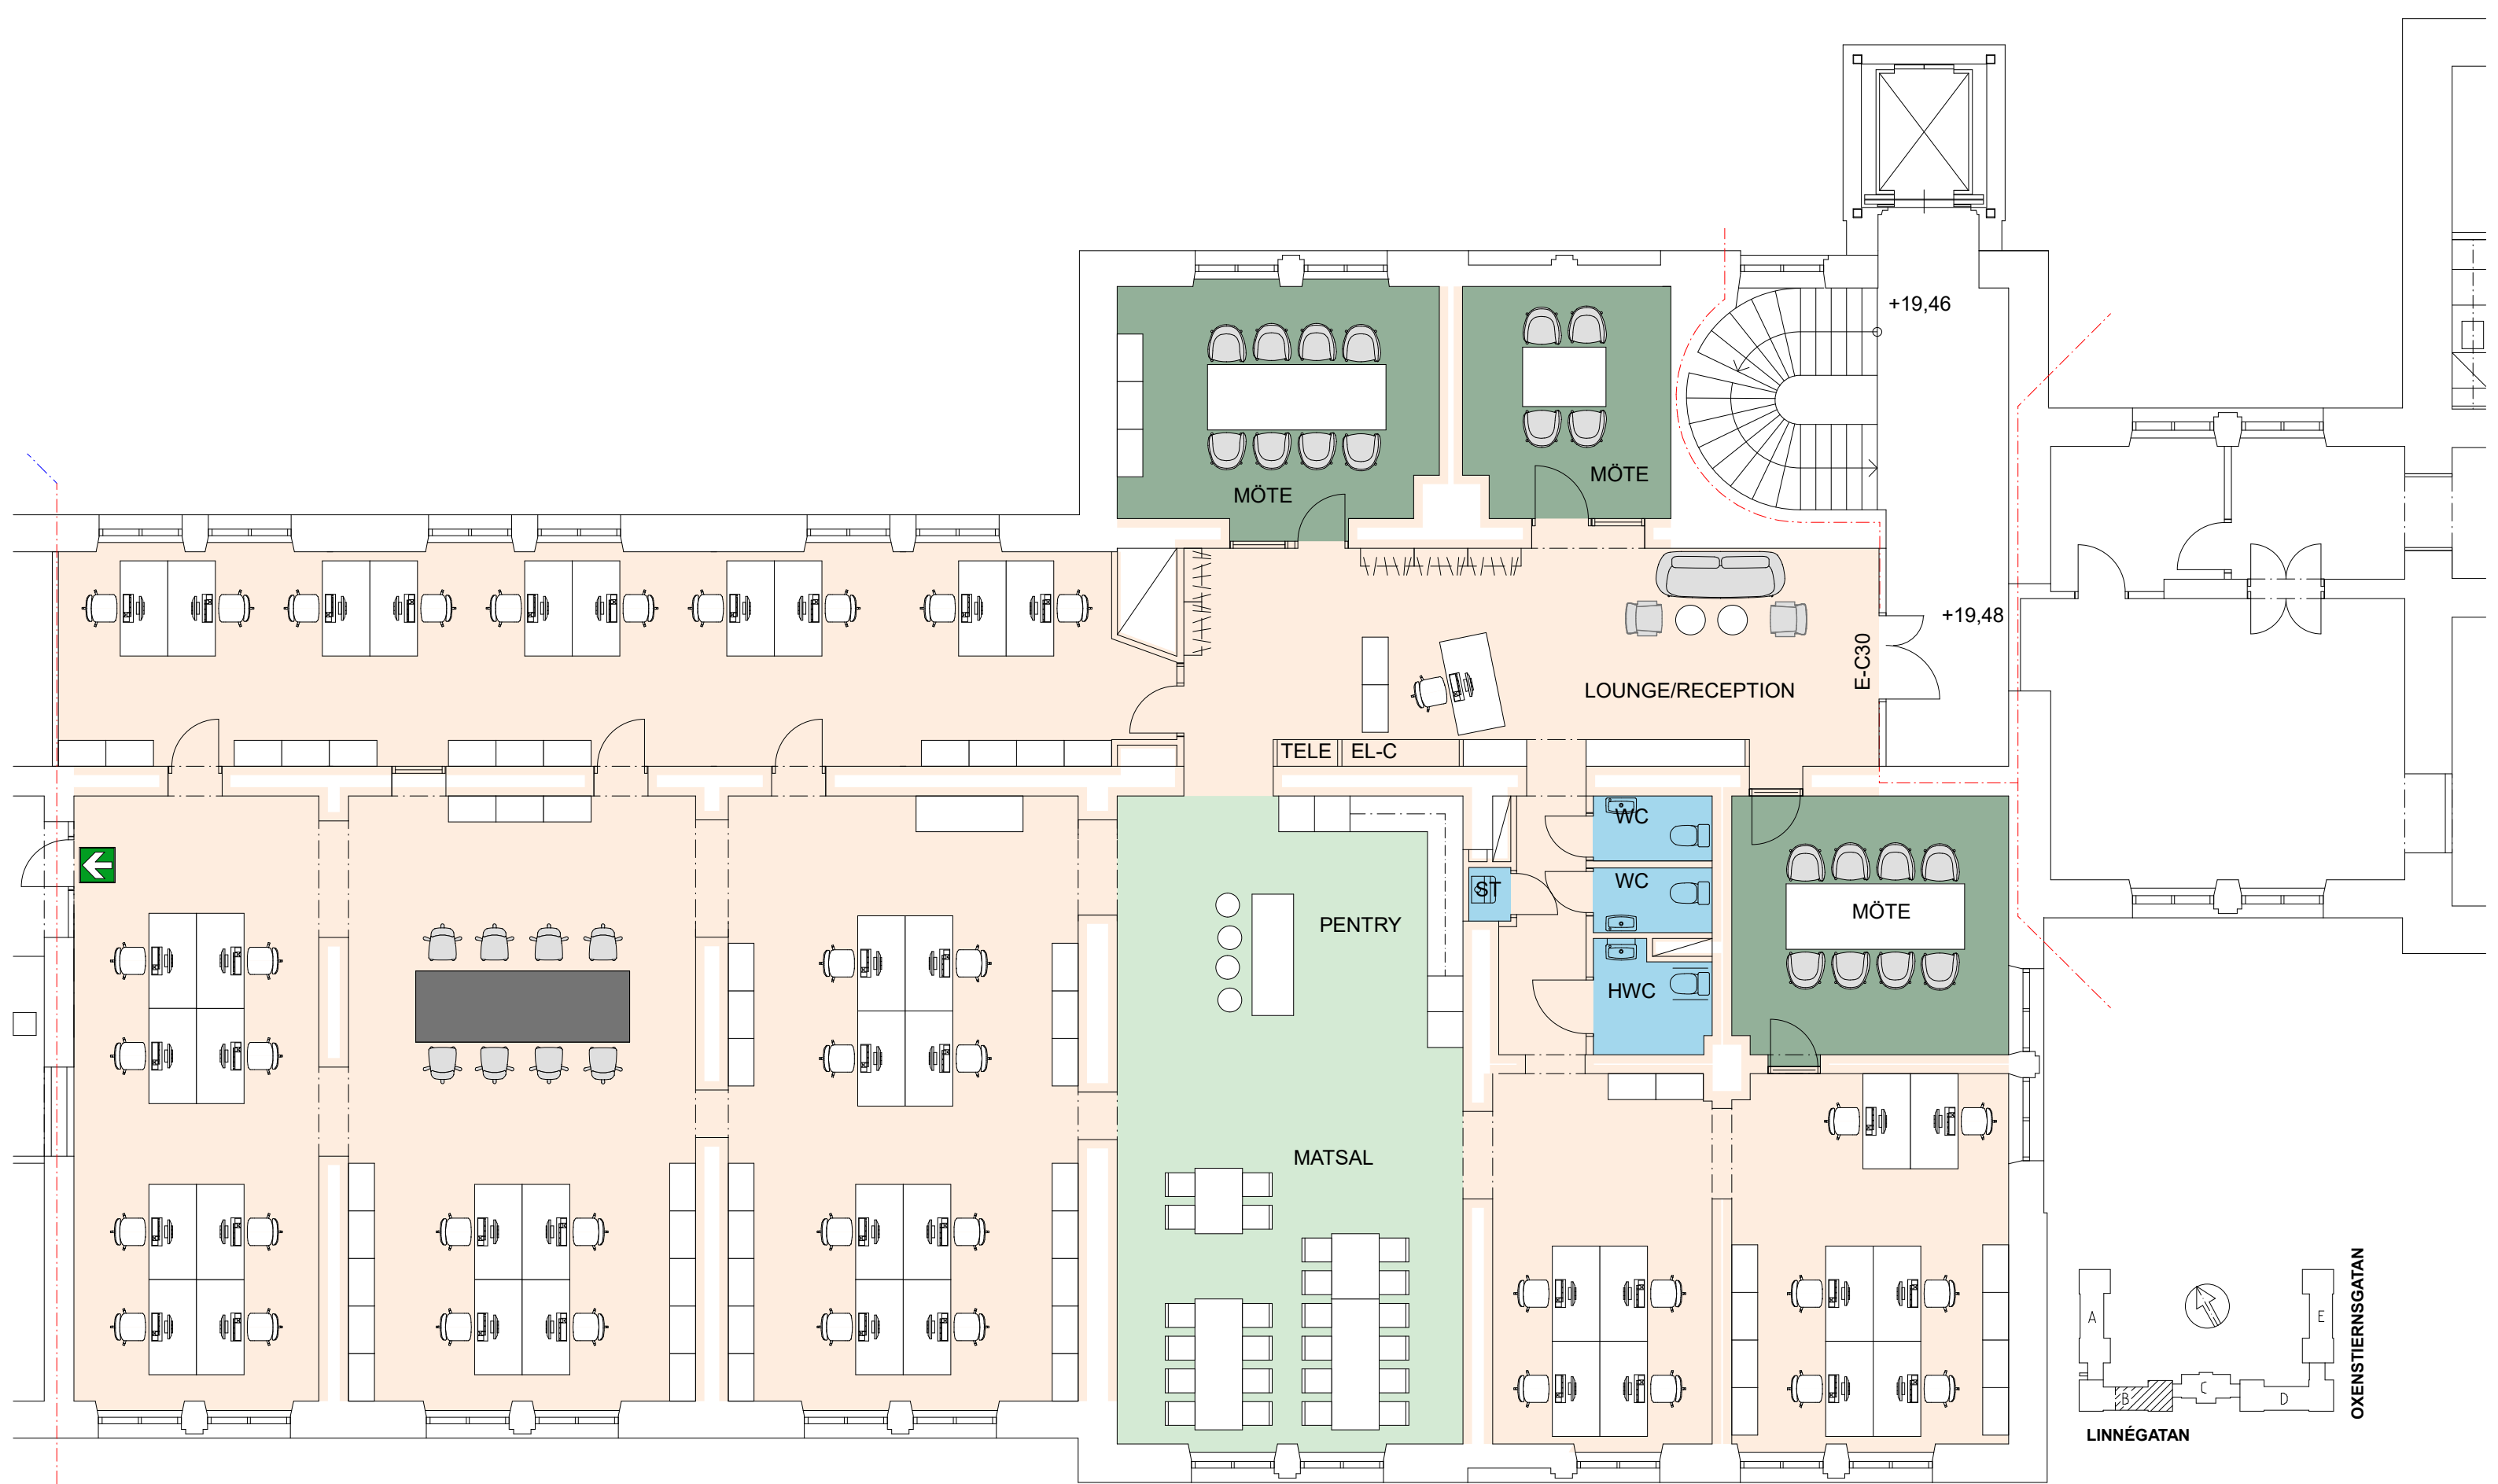 +19,46
MÖTE
MÖTE
+19,48
E-C30
LOUNGE/RECEPTION
TELE
EL-C
WC
WC
ST
MÖTE
PENTRY
HWC
MATSAL
A
E
B
C
D
OXENSTIERNSGATAN
LINNÉGATAN